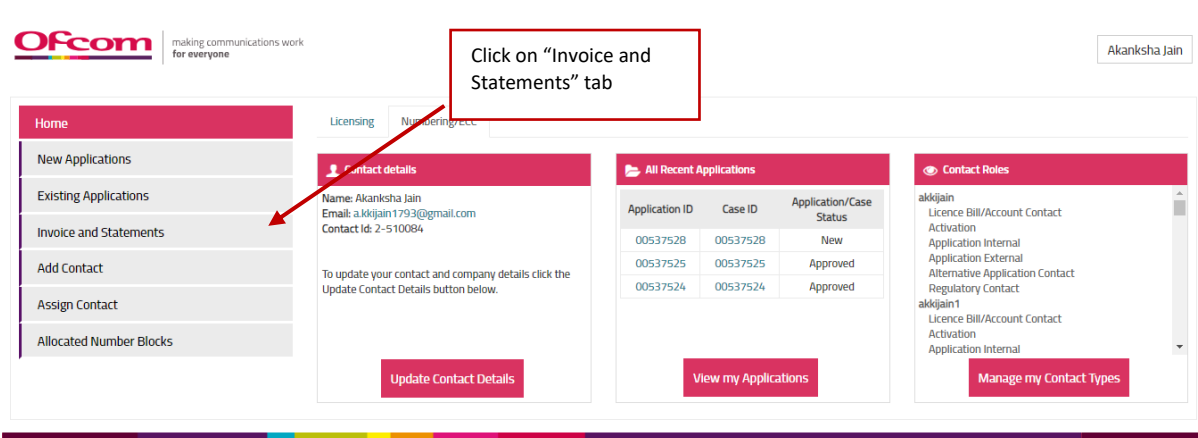 Ofcom
making communications work
for everyone
Click on “Invoice and
Statements” tab
Akanksha Jain
Home
New Applications
Existing Applications
Invoice and Statements
Add Contact
Assign Contact
Allocated Number Blocks
Licensing
Numbering/ECC
Contact details
Name: Akanksha Jain
Email: a.kkijain1793@gmail.com
Contact Id: 2-510084
To update your contact and company details click the
Update Contact Details button below.
Update Contact Details
All Recent Applications
Application ID Case ID Application/Case
Status
00537528 00537528 New
00537525 00537525 Approved
00537524 00537524 Approved
View my Applications
Contact Roles
akkijain
Licence Bill/Account Contact
Activation
Application Internal
Application External
Alternative Application Contact
Regulatory Contact
akkijain1
Licence Bill/Account Contact
Activation
Application Internal
Manage my Contact Types